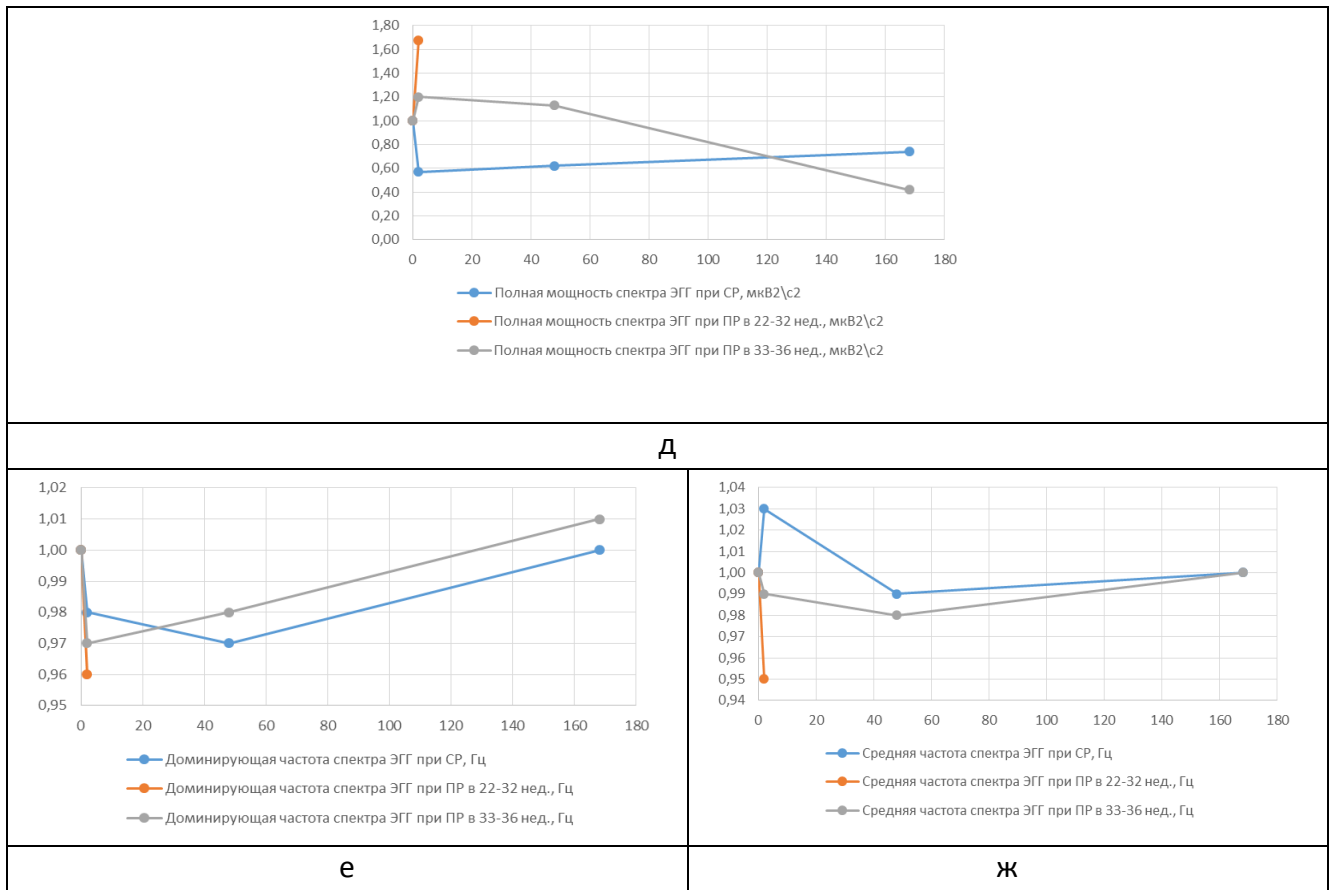 1,80
1,60
1,40
1,20
1,00
0,80
0,60
0,40
0,20
0,00
0 20 40 60 80 100 120 140 160 180
Полная мощность спектра ЭГГ при СР, мкВ2\с2
Полная мощность спектра ЭГГ при ПР в 22-32 нед., мкВ2\с2
Полная мощность спектра ЭГГ при ПР в 33-36 нед., мкВ2\с2
д
1,02
1,01
1,00
0,99
0,98
0,97
0,96
0,95
0 20 40 60 80 100 120 140 160 180
Доминирующая частота спектра ЭГГ при СР, Гц
Доминирующая частота спектра ЭГГ при ПР в 22-32 нед., Гц
Доминирующая частота спектра ЭГГ при ПР в 33-36 нед., Гц
е
1,04
1,03
1,02
1,01
1,00
0,99
0,98
0,97
0,96
0,95
0,94
0 20 40 60 80 100 120 140 160 180
Средняя частота спектра ЭГГ при СР, Гц
Средняя частота спектра ЭГГ при ПР в 22-32 нед., Гц
Средняя частота спектра ЭГГ при ПР в 33-36 нед., Гц
ж